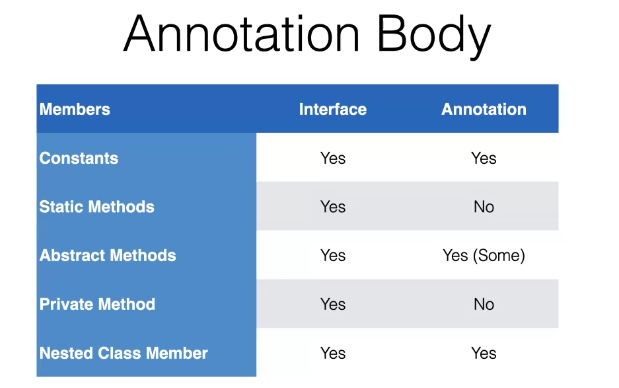 Annotation Body
Members Interface Annotation
Constants Yes Yes
Static Methods Yes No
Abstract Methods Yes Yes (Some)
Private Method Yes No
Nested Class Member Yes Yes